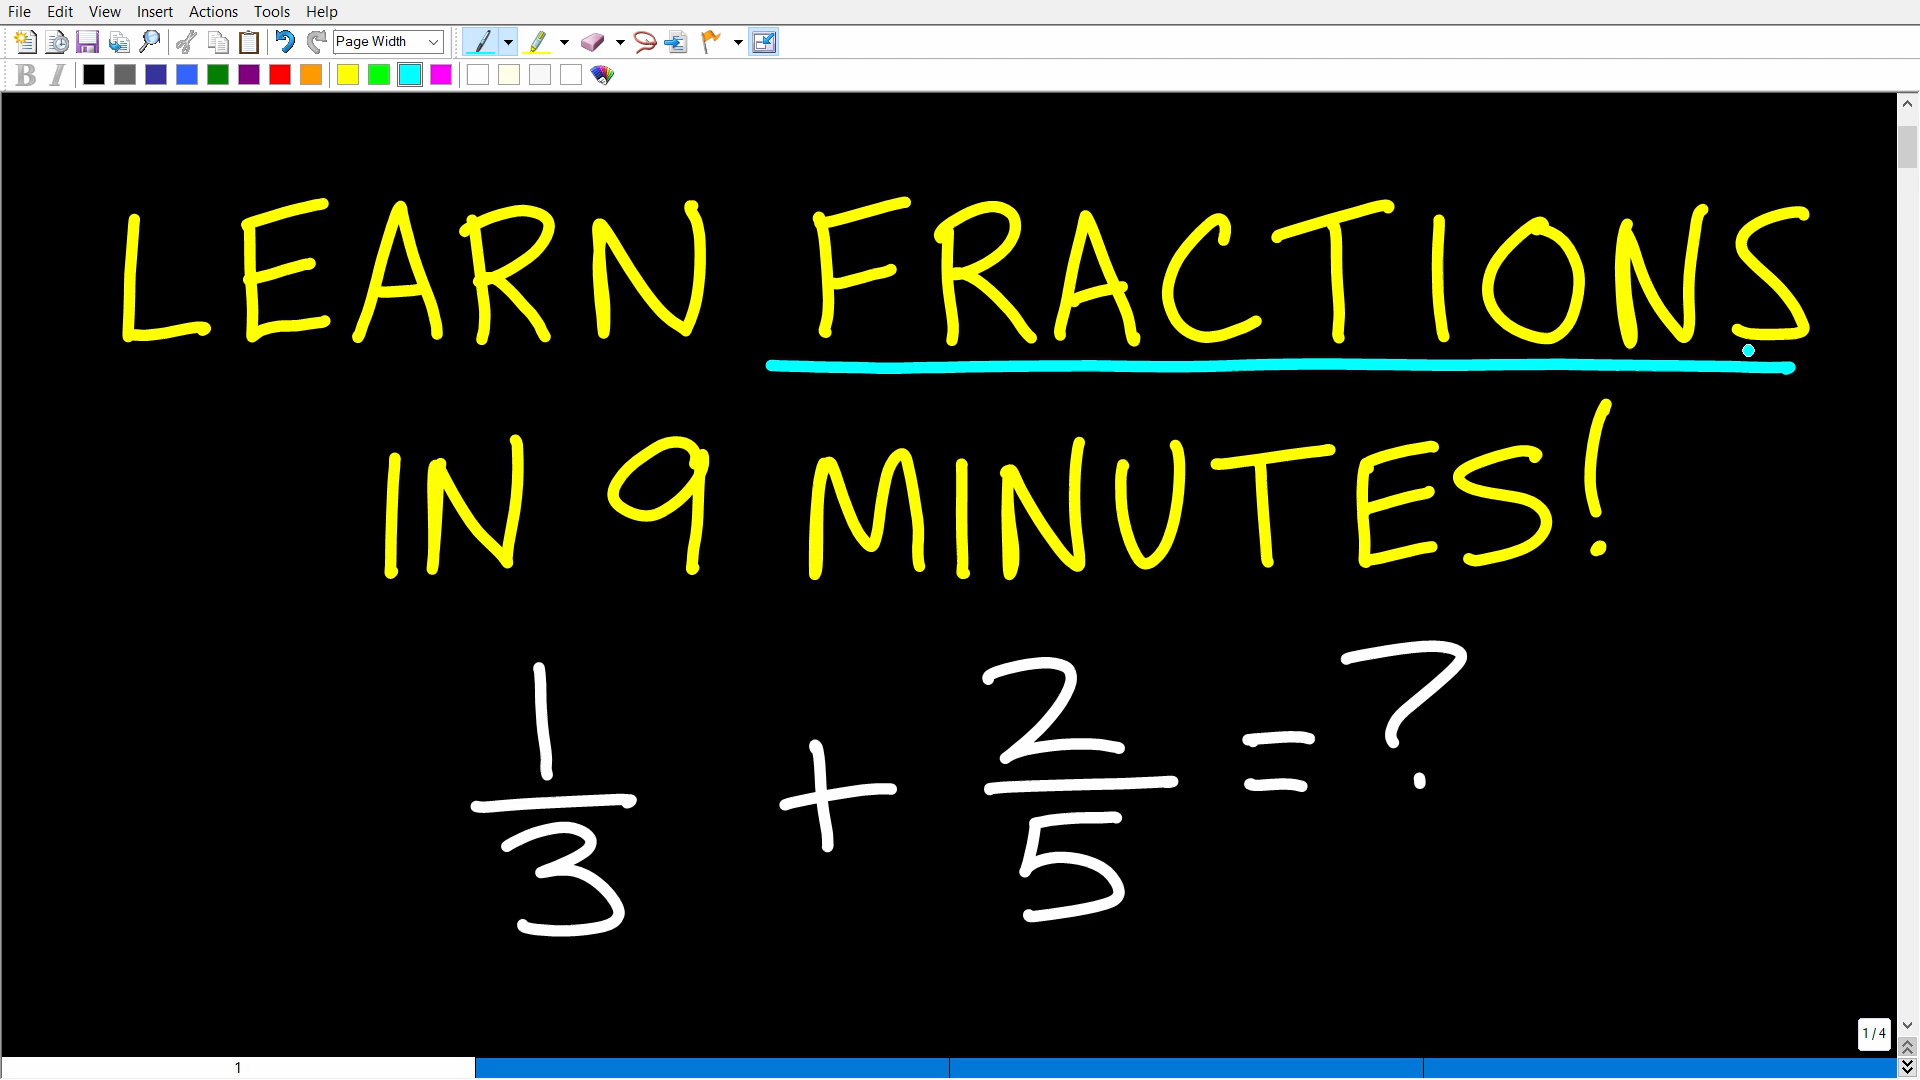 File Edit View Insert Actions Tools Help
Page Width
B I
LEARN FRACTIONS
IN 9 MINUTES!
1/3 + 2/5 = ?
1 / 4
1